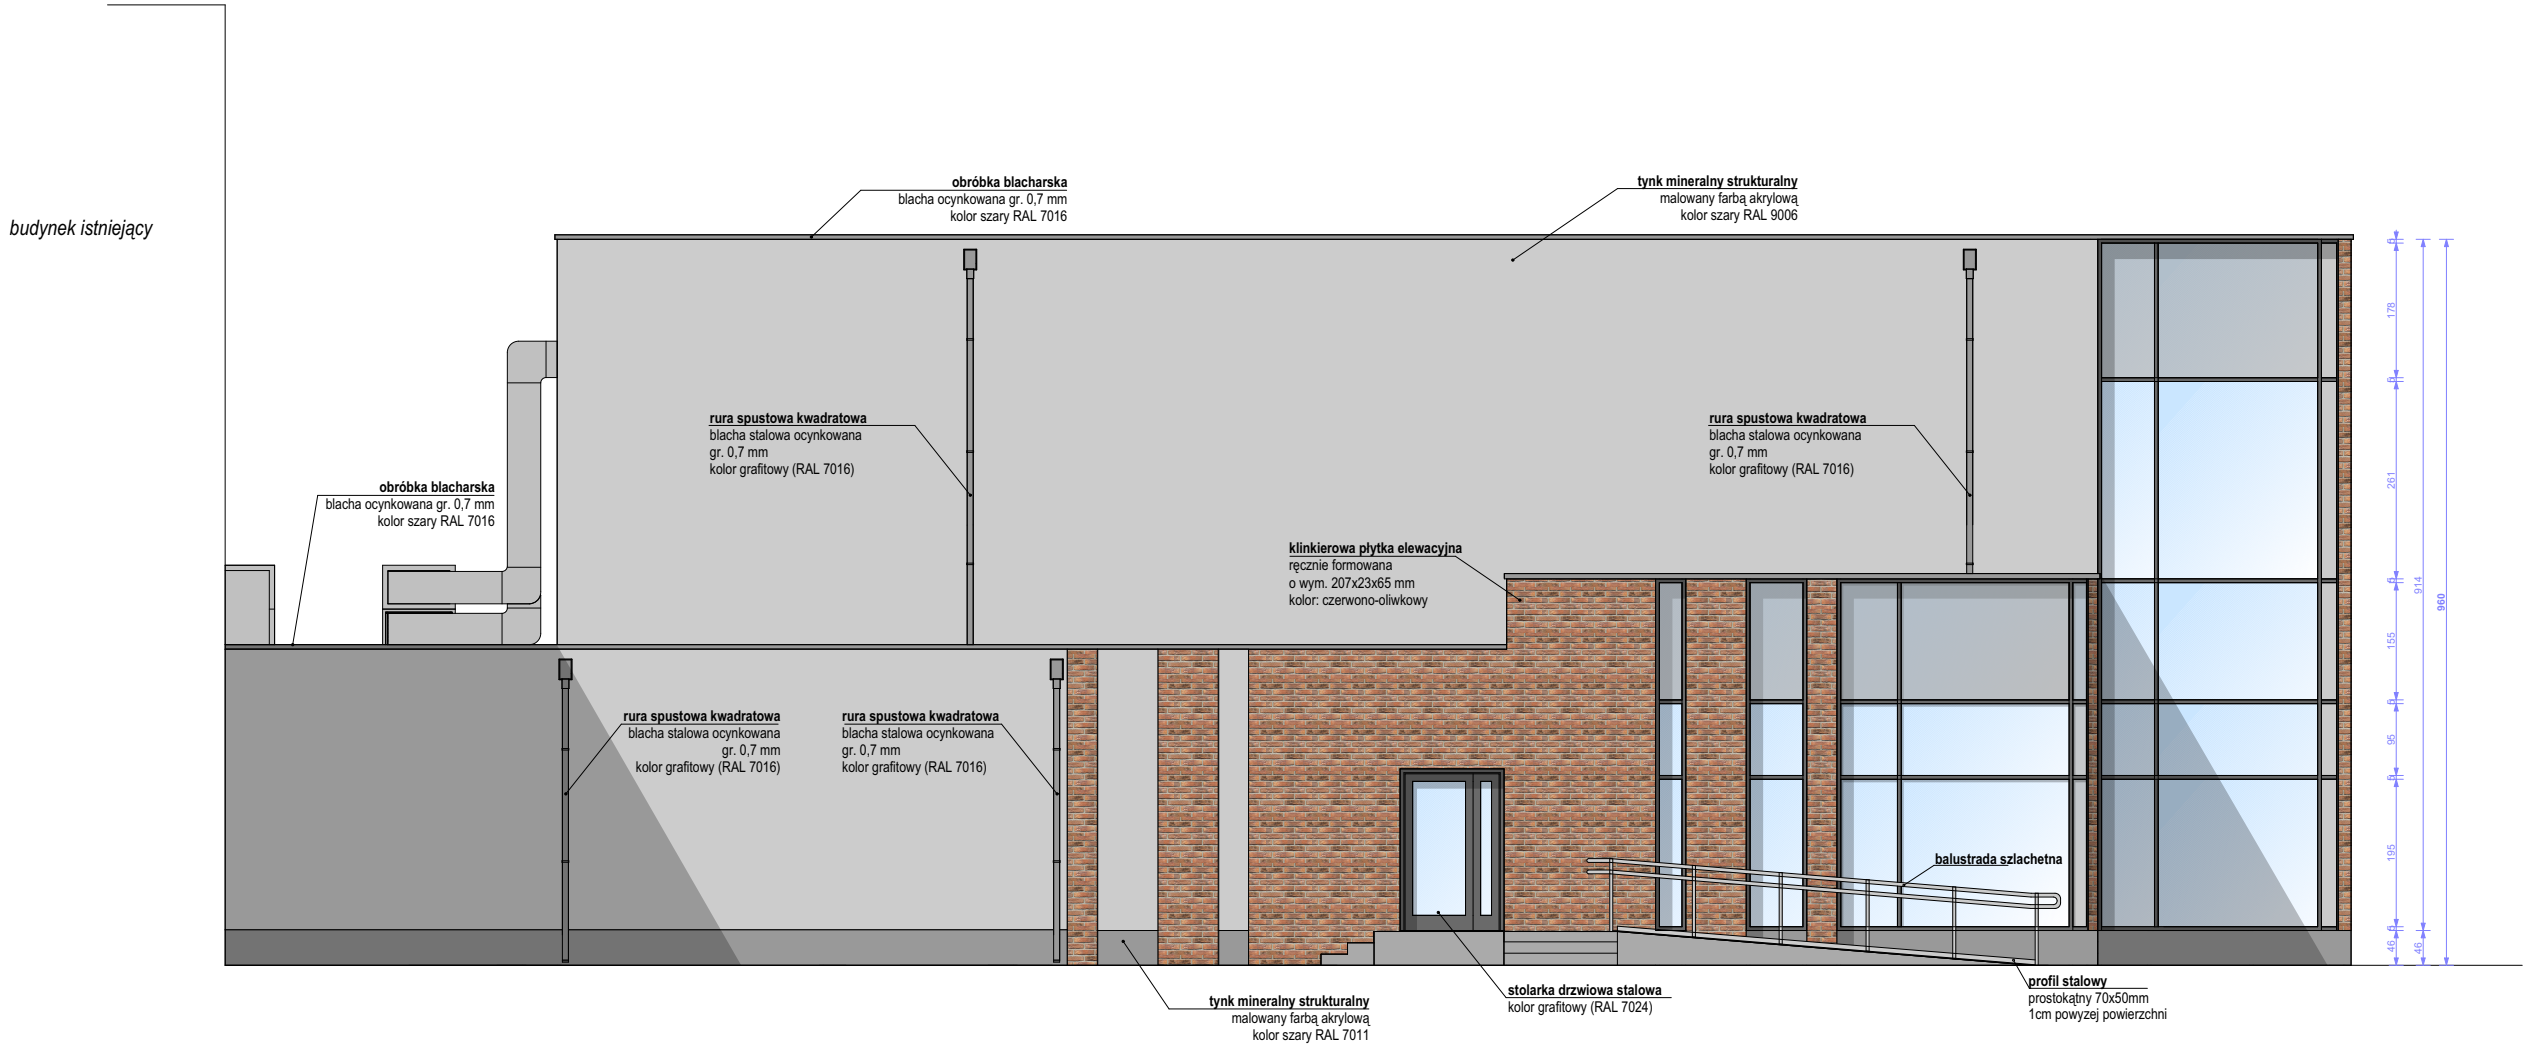 budynek istniejący
obróbka blacharska
blacha ocynkowana gr. 0,7 mm
kolor szary RAL 7016
tynk mineralny strukturalny
malowany farbą akrylową
kolor szary RAL 9006
rura spustowa kwadratowa
blacha stalowa ocynkowana
gr. 0,7 mm
kolor grafitowy (RAL 7016)
rura spustowa kwadratowa
blacha stalowa ocynkowana
gr. 0,7 mm
kolor grafitowy (RAL 7016)
obróbka blacharska
blacha ocynkowana gr. 0,7 mm
kolor szary RAL 7016
klinkierowa płytka elewacyjna
ręcznie formowana
o wym. 207x23x65 mm
kolor: czerwono-oliwkowy
rura spustowa kwadratowa
blacha stalowa ocynkowana
gr. 0,7 mm
kolor grafitowy (RAL 7016)
rura spustowa kwadratowa
blacha stalowa ocynkowana
gr. 0,7 mm
kolor grafitowy (RAL 7016)
balustrada szlachetna
profil stalowy
prostokątny 70x50mm
1cm powyzej powierzchni
stolarka drzwiowa stalowa
kolor grafitowy (RAL 7024)
tynk mineralny strukturalny
malowany farbą akrylową
kolor szary RAL 7011
178
261
155
95
195
46
914
46
960